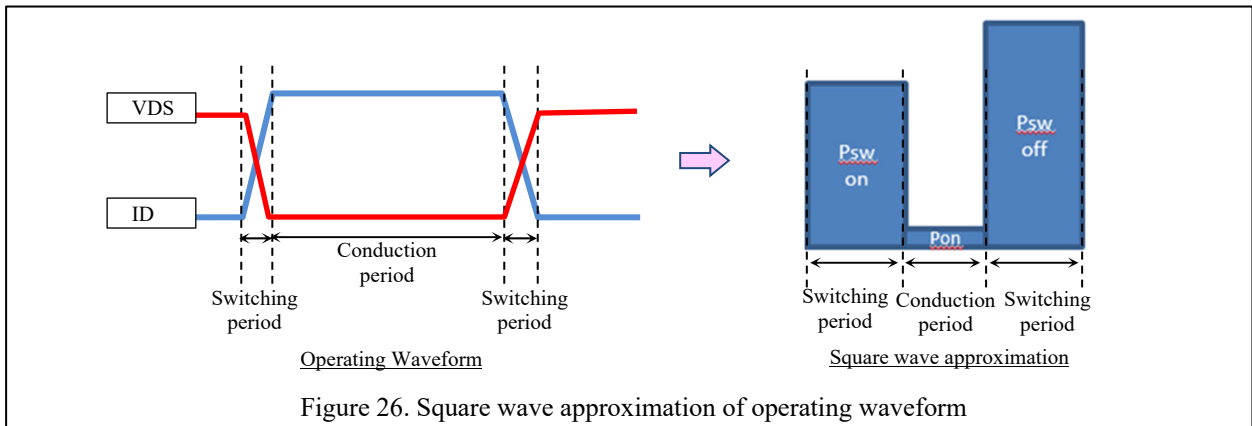 VDS
ID
Conduction
period
Switching
period
Switching
period
Operating Waveform
Psw
on
Pon
Psw
off
Switching
period
Conduction
period
Switching
period
Square wave approximation
Figure 26. Square wave approximation of operating waveform